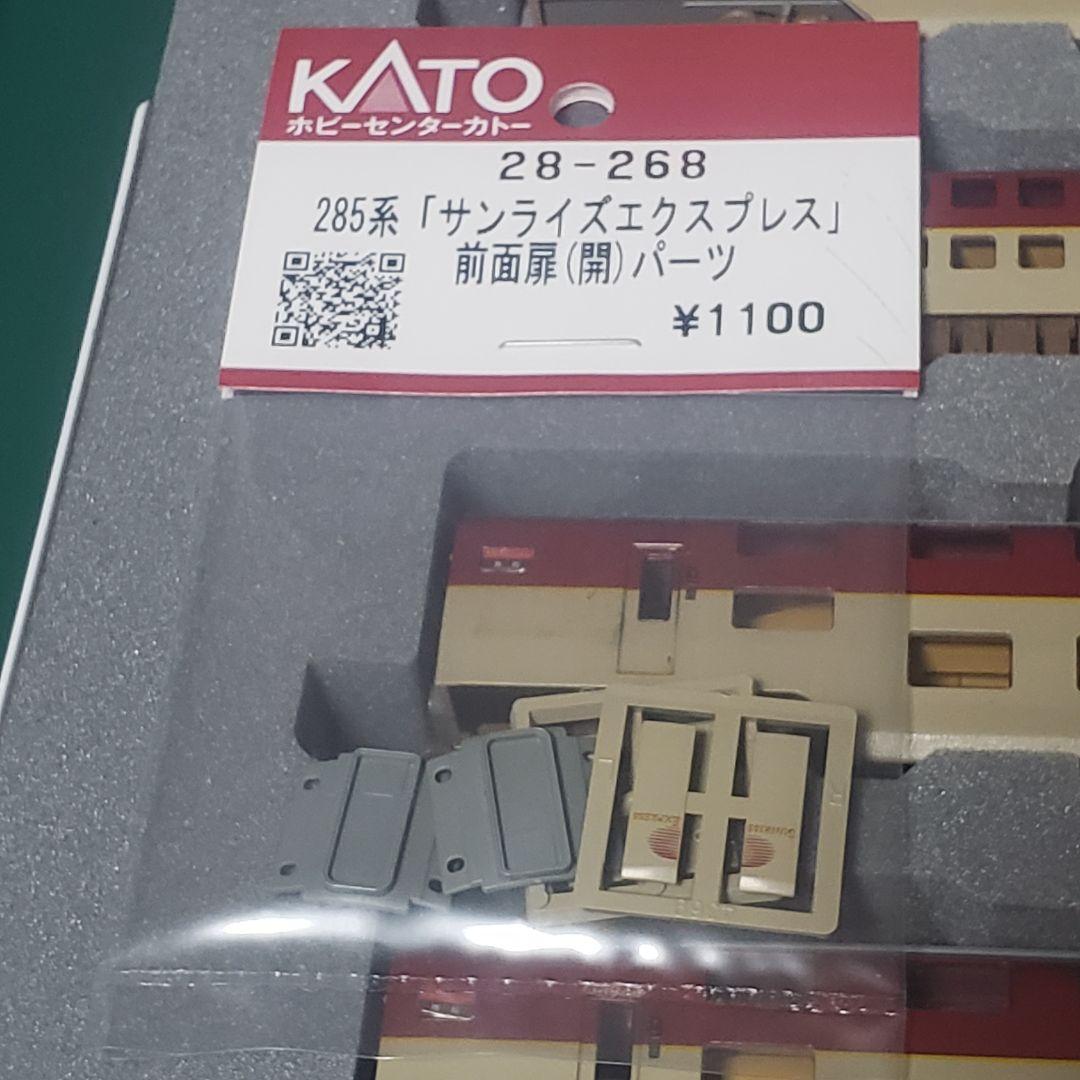 KATO
ホビーセンターカトー
28-268
285系「サンライズエクスプレス」
前面扉(開)パーツ
¥1100